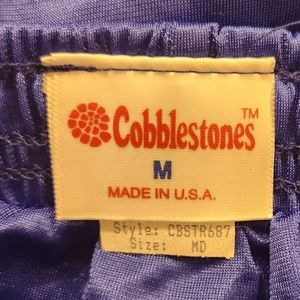 Cobblestones™
M
MADE IN U.S.A.
Style: CBSTR687
Size: MD